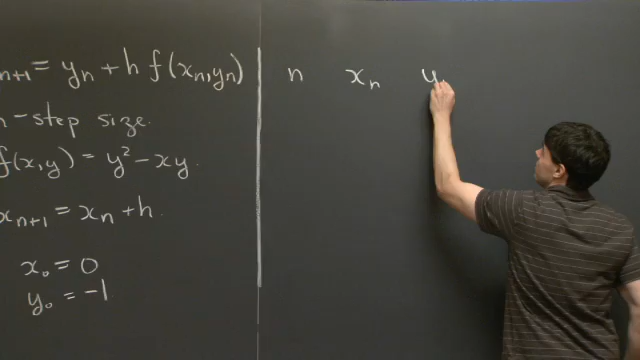 n+1 = yn + h f(xn, yn)
h-step size.
f(x,y) = y² - xy.
xn+1 = xn + h.
x₀ = 0
y₀ = -1
n xn y